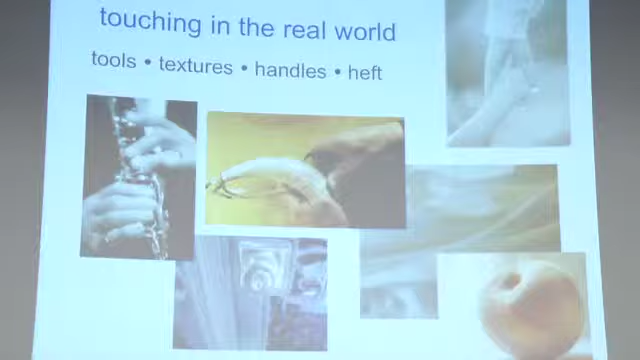 touching in the real world
tools • textures • handles • heft